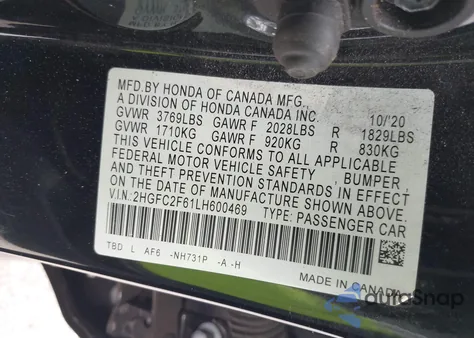 MFD.BY HONDA OF CANADA MFG.,
A DIVISION OF HONDA CANADA INC. 10/'20
GVWR 3769LBS GAWR F 2028LBS R 1829LBS
GVWR 1710KG GAWR F 920KG R 830KG
THIS VEHICLE CONFORMS TO ALL APPLICABLE
FEDERAL MOTOR VEHICLE SAFETY , BUMPER ,
AND THEFT PREVENTION STANDARDS IN EFFECT
ON THE DATE OF MANUFACTURE SHOWN ABOVE.
V.I.N.:2HGFC2F61LH600469 TYPE: PASSENGER CAR
TBD L AF6 -NH731P -A -H
MADE IN CANADA
autoSnap